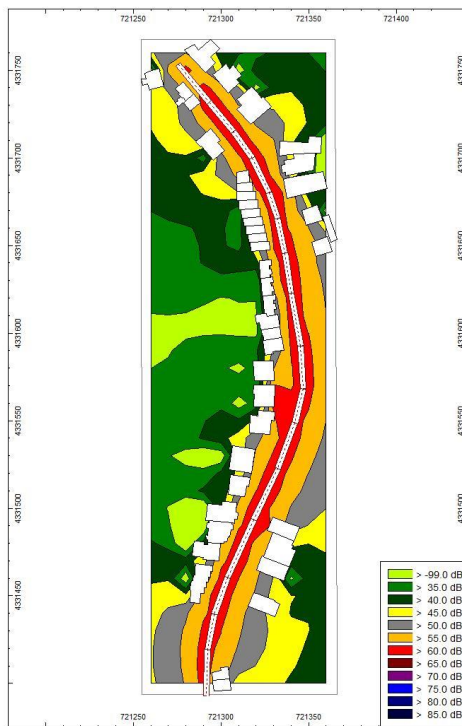 721250 721300 721350 721400
4331750 4331750
4331700 4331700
4331650 4331650
4331600 4331600
4331550 4331550
4331500 4331500
4331450
> -99.0 dB
> 35.0 dB
> 40.0 dB
> 45.0 dB
> 50.0 dB
> 55.0 dB
> 60.0 dB
> 65.0 dB
> 70.0 dB
> 75.0 dB
> 80.0 dB
> 85.0 dB
721250 721300 721350 721400